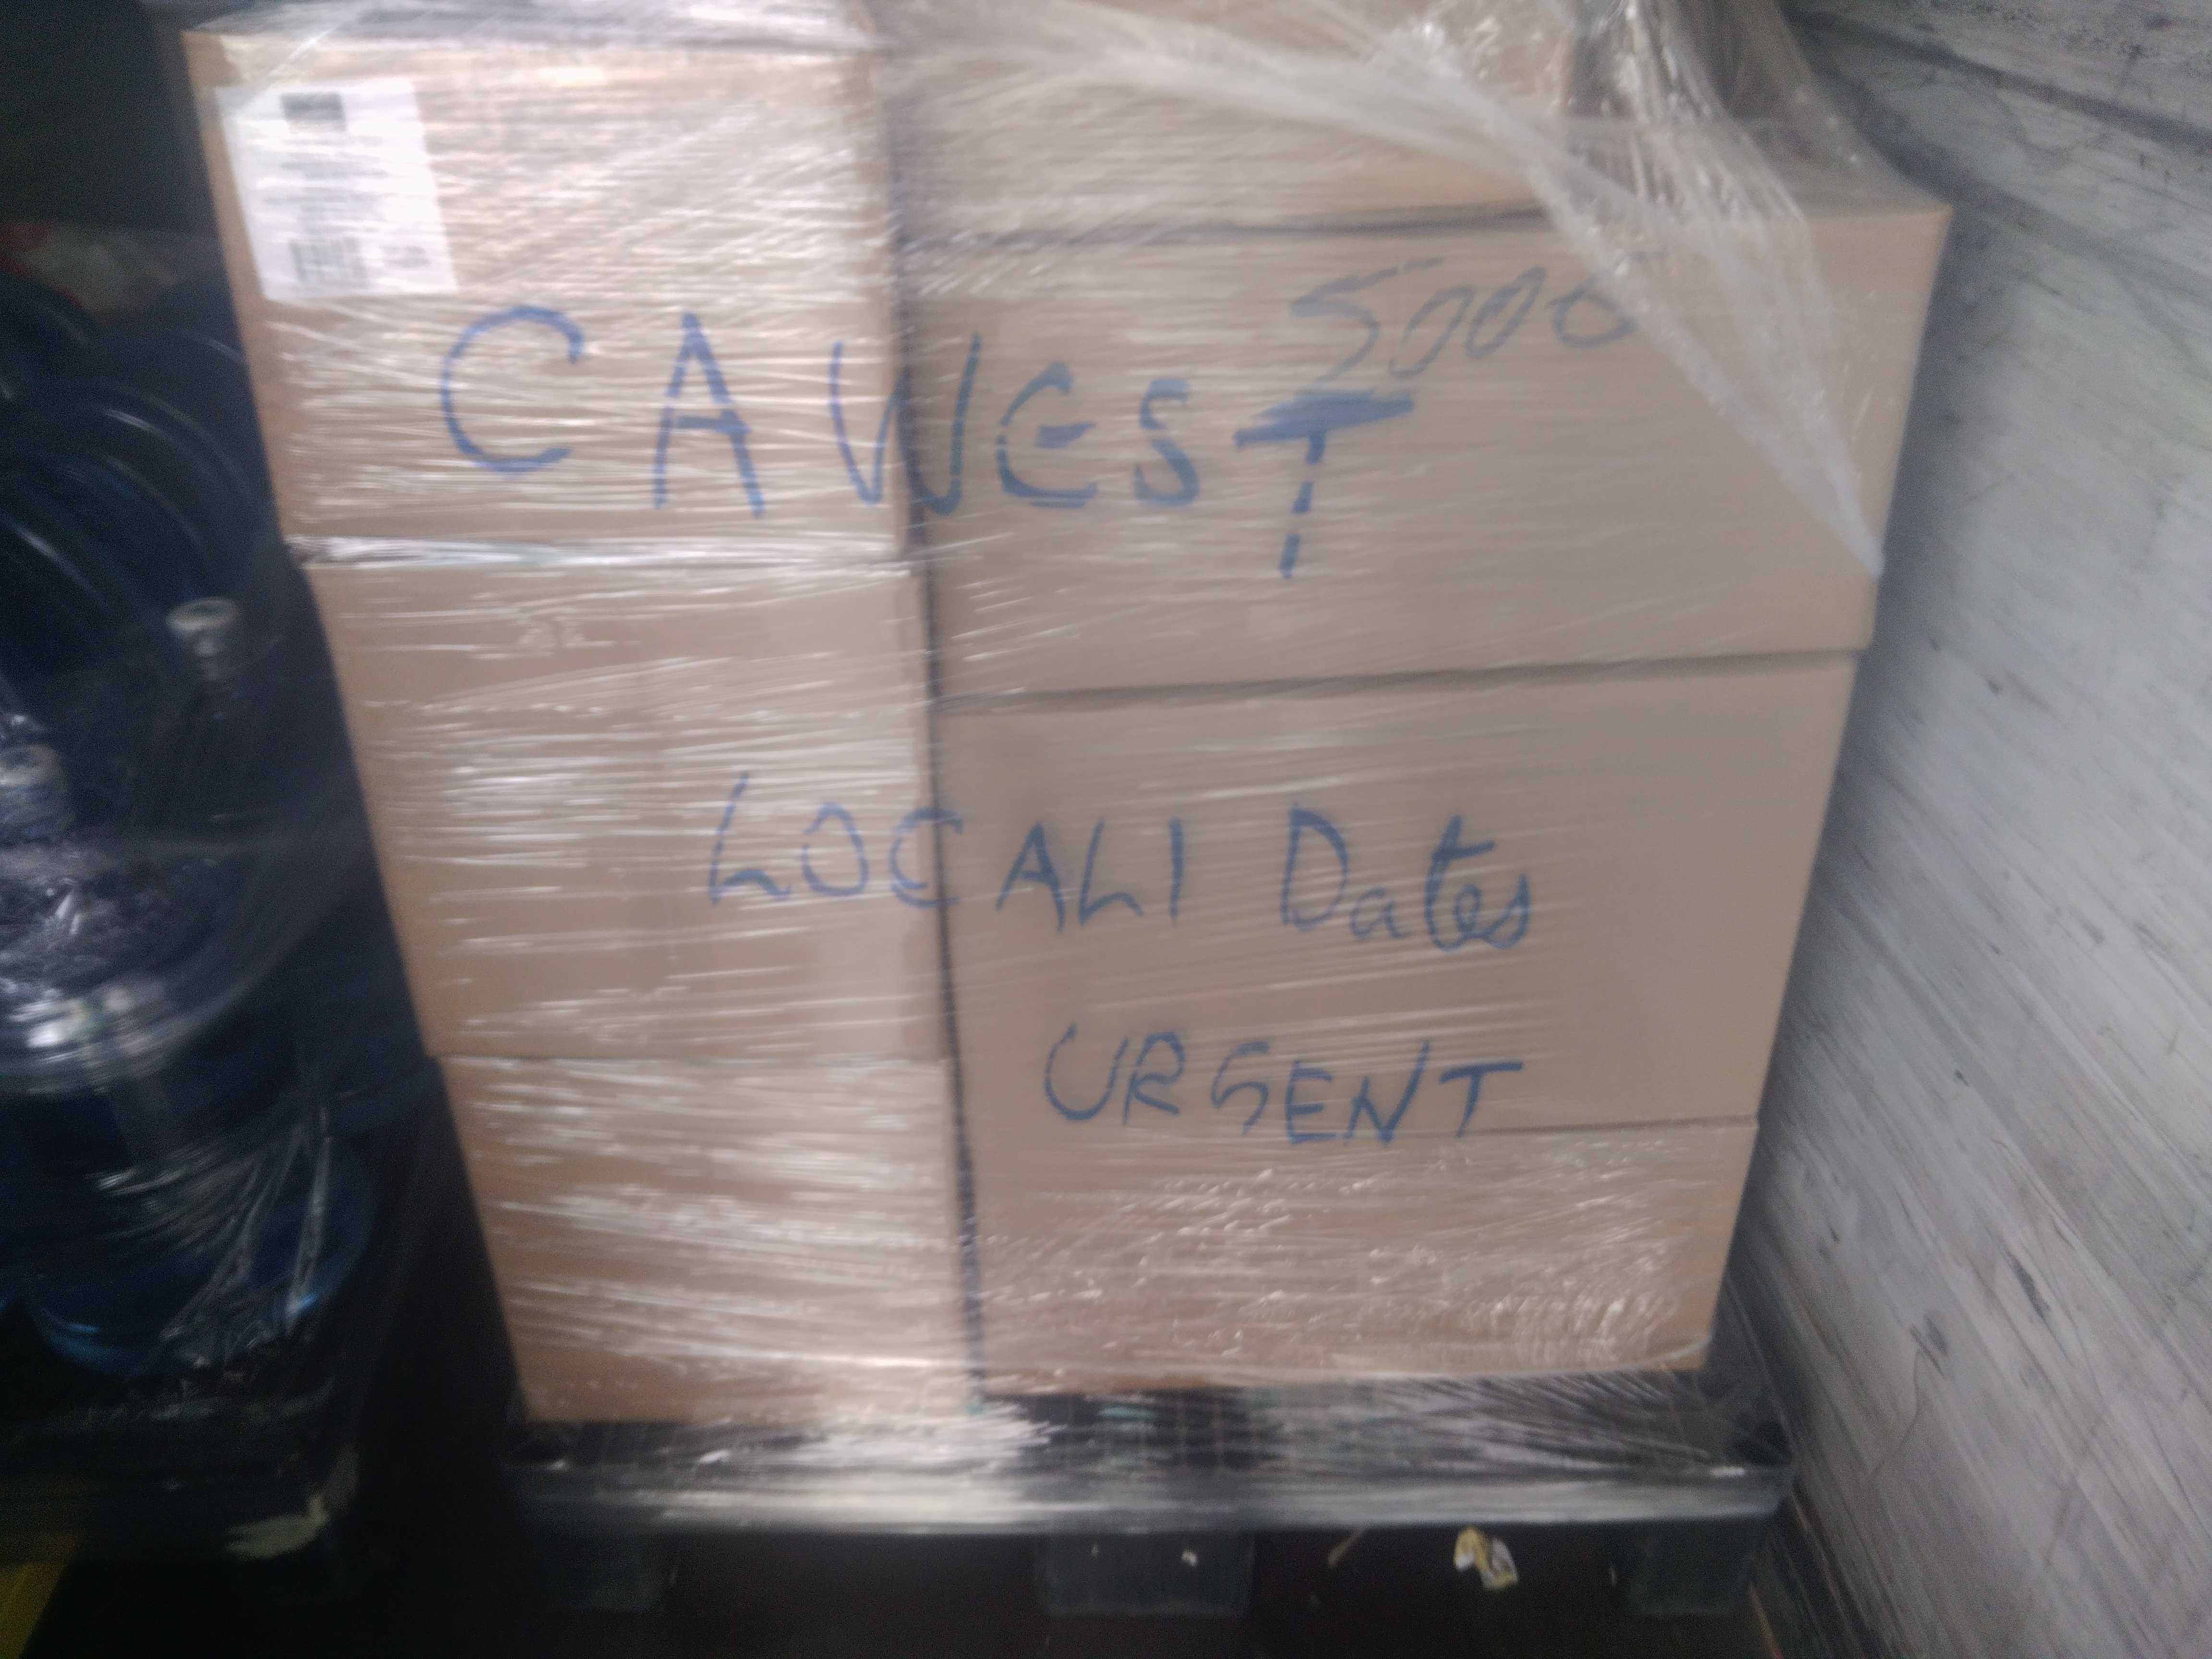 5000
CAWEST
LOCALI Dates
URGENT